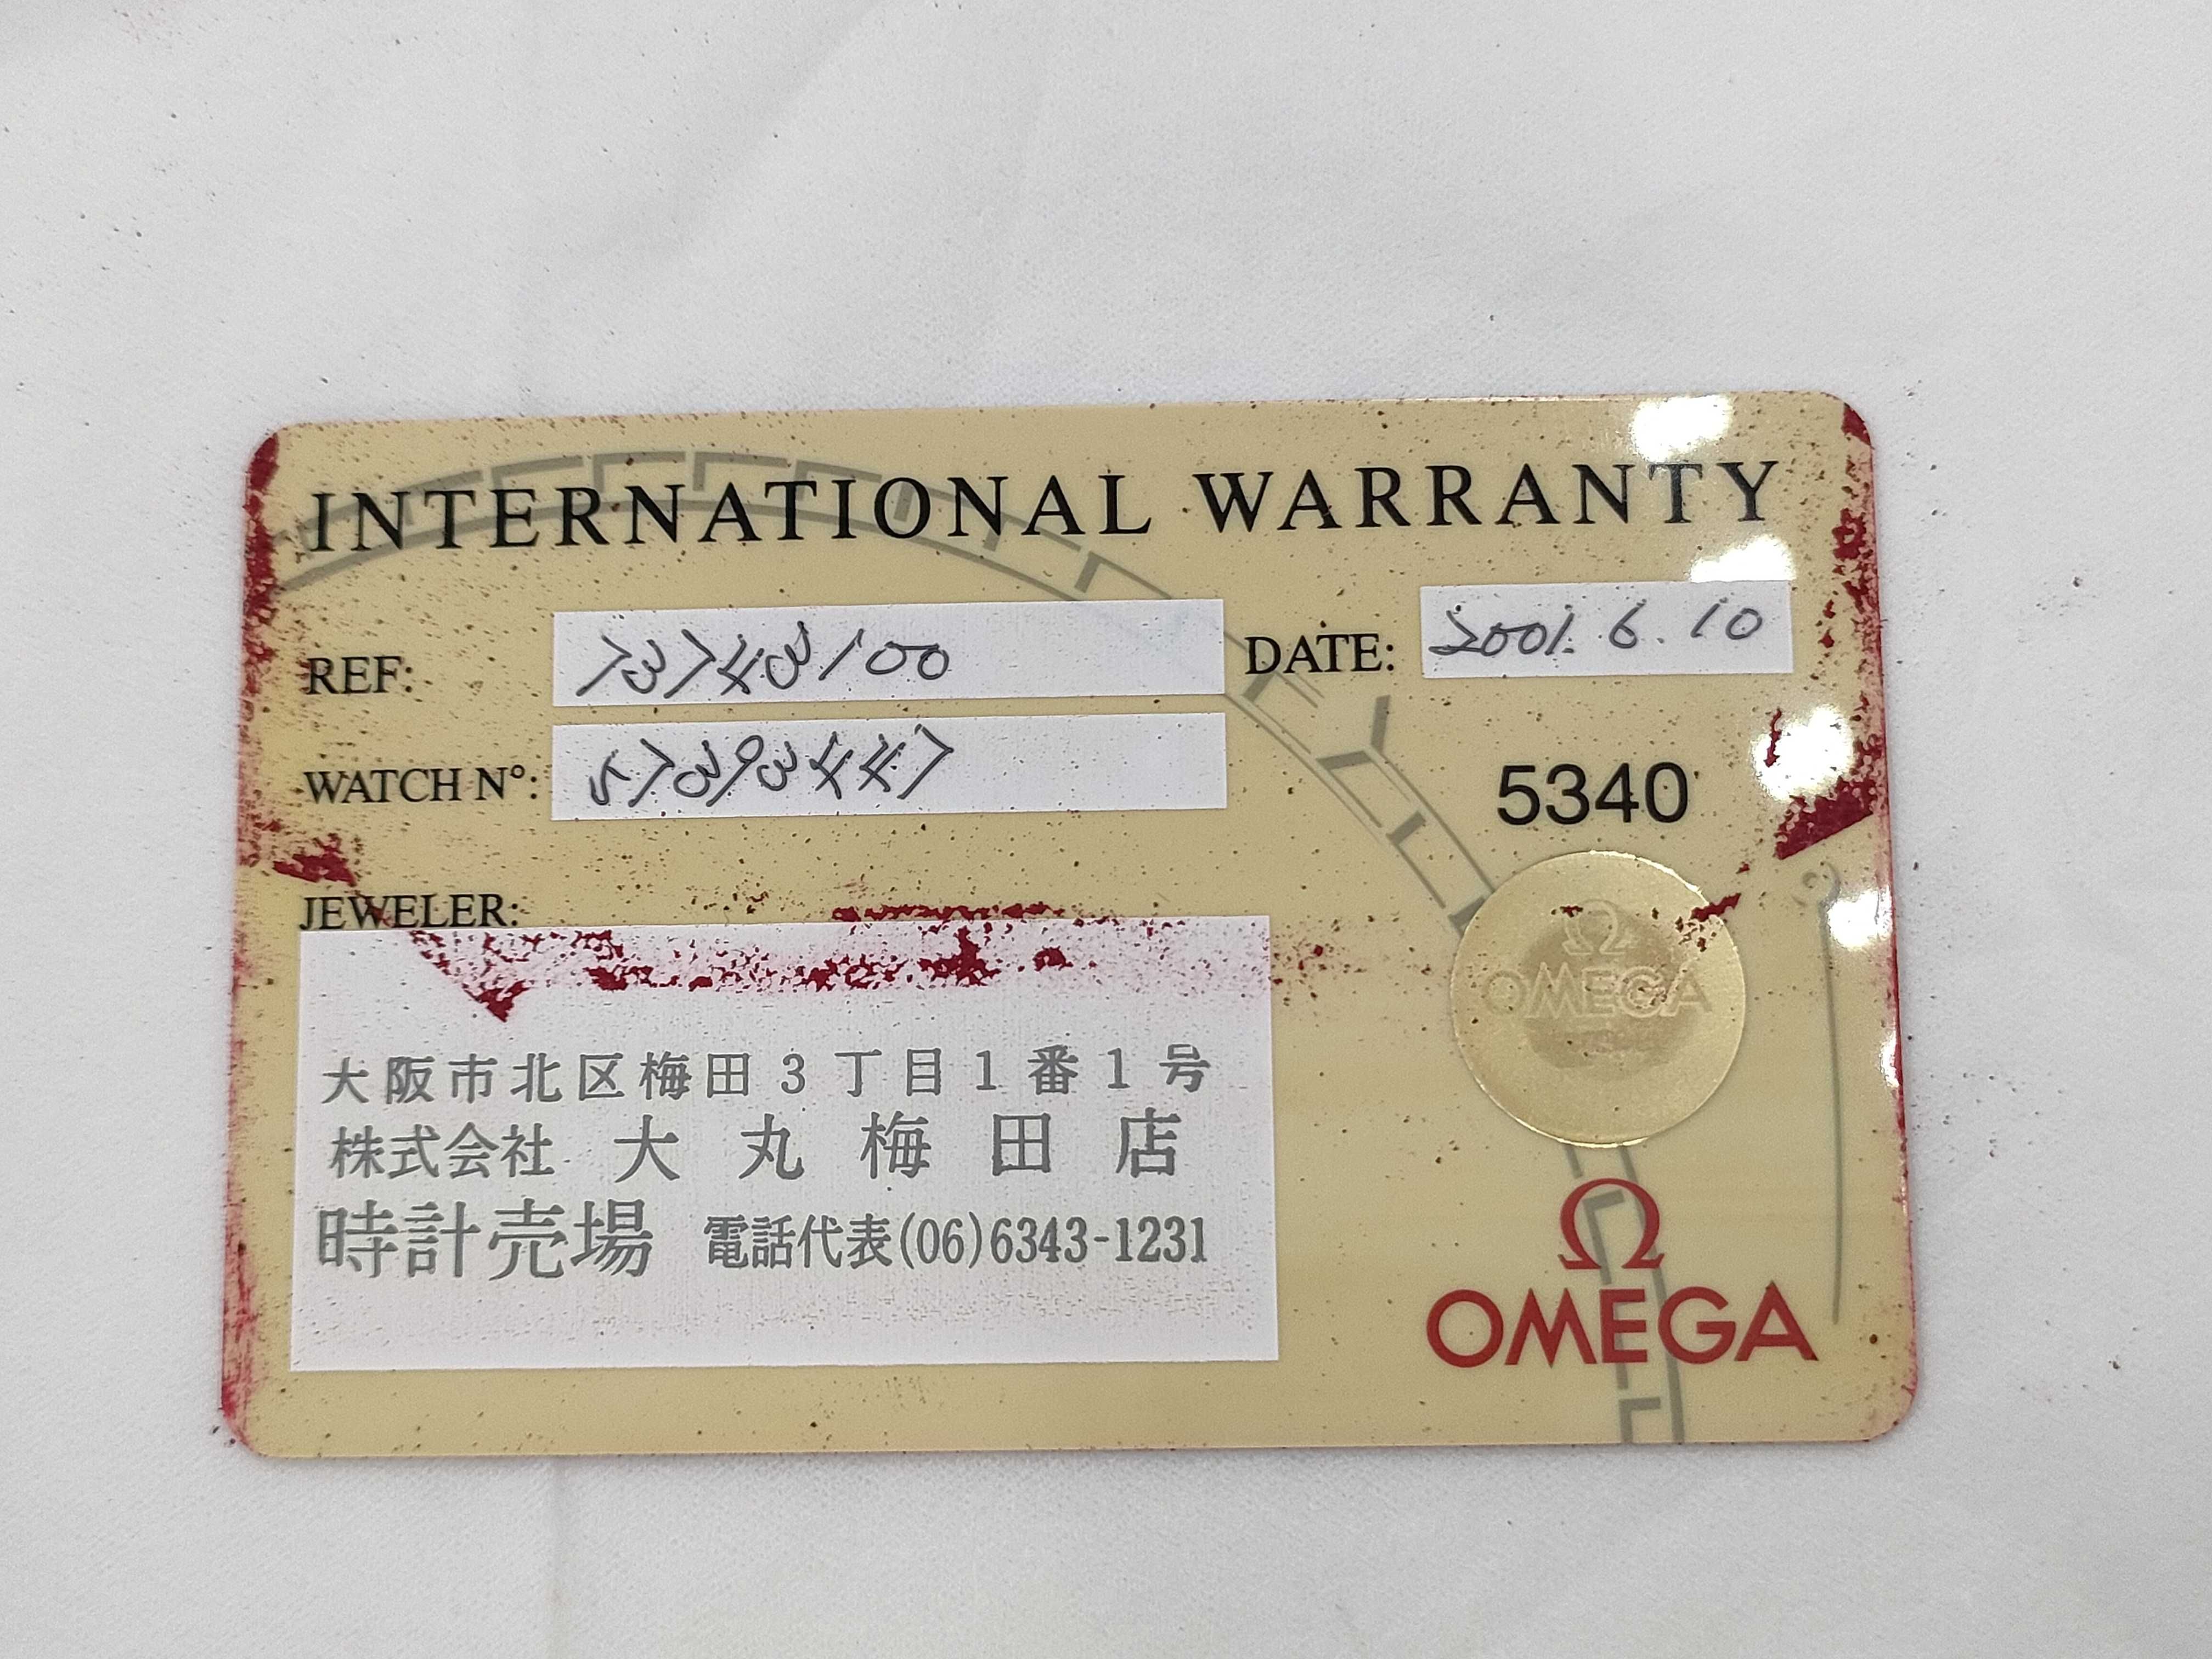 INTERNATIONAL WARRANTY
REF: 73743100 DATE: 2001.6.10
WATCH N°: 57393447
5340
JEWELER:
大阪市北区梅田3丁目1番1号
株式会社 大丸梅田店
時計売場 電話代表(06)6343-1231
Ω
OMEGA
Ω
OMEGA